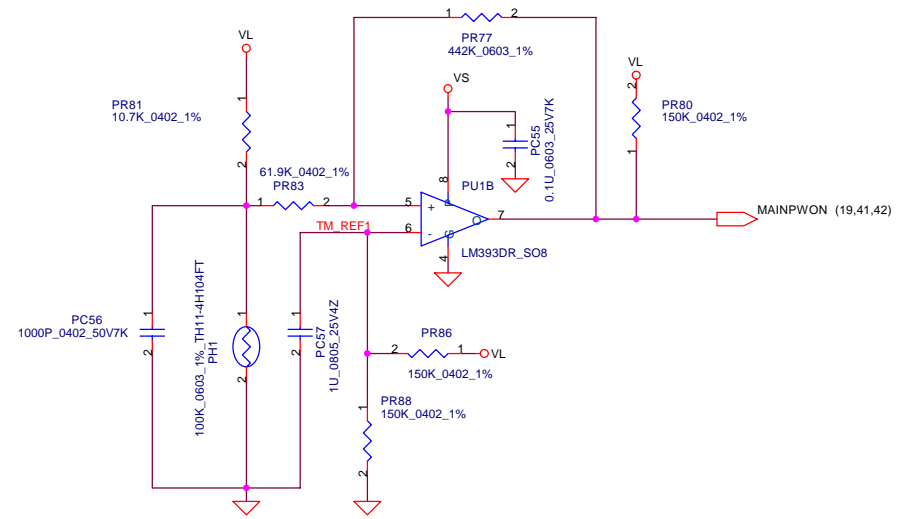 1
2
PR77
442K_0603_1%
VL
VS
VL
1
2
PR81
10.7K_0402_1%
2
1
PR80
150K_0402_1%
1
2
PC55
0.1U_0603_25V7K
61.9K_0402_1%
1
2
PR83
8
P
PU1B
5
+
TM_REF1
6
-
O
7
G
4
LM393DR_SO8
MAINPWON (19,41,42)
1
2
PC56
1000P_0402_50V7K
1
2
100K_0603_1%_TH11-4H104FT
PH1
1
2
PC57
1U_0805_25V4Z
PR86
2
1
VL
150K_0402_1%
PR88
150K_0402_1%
1
2